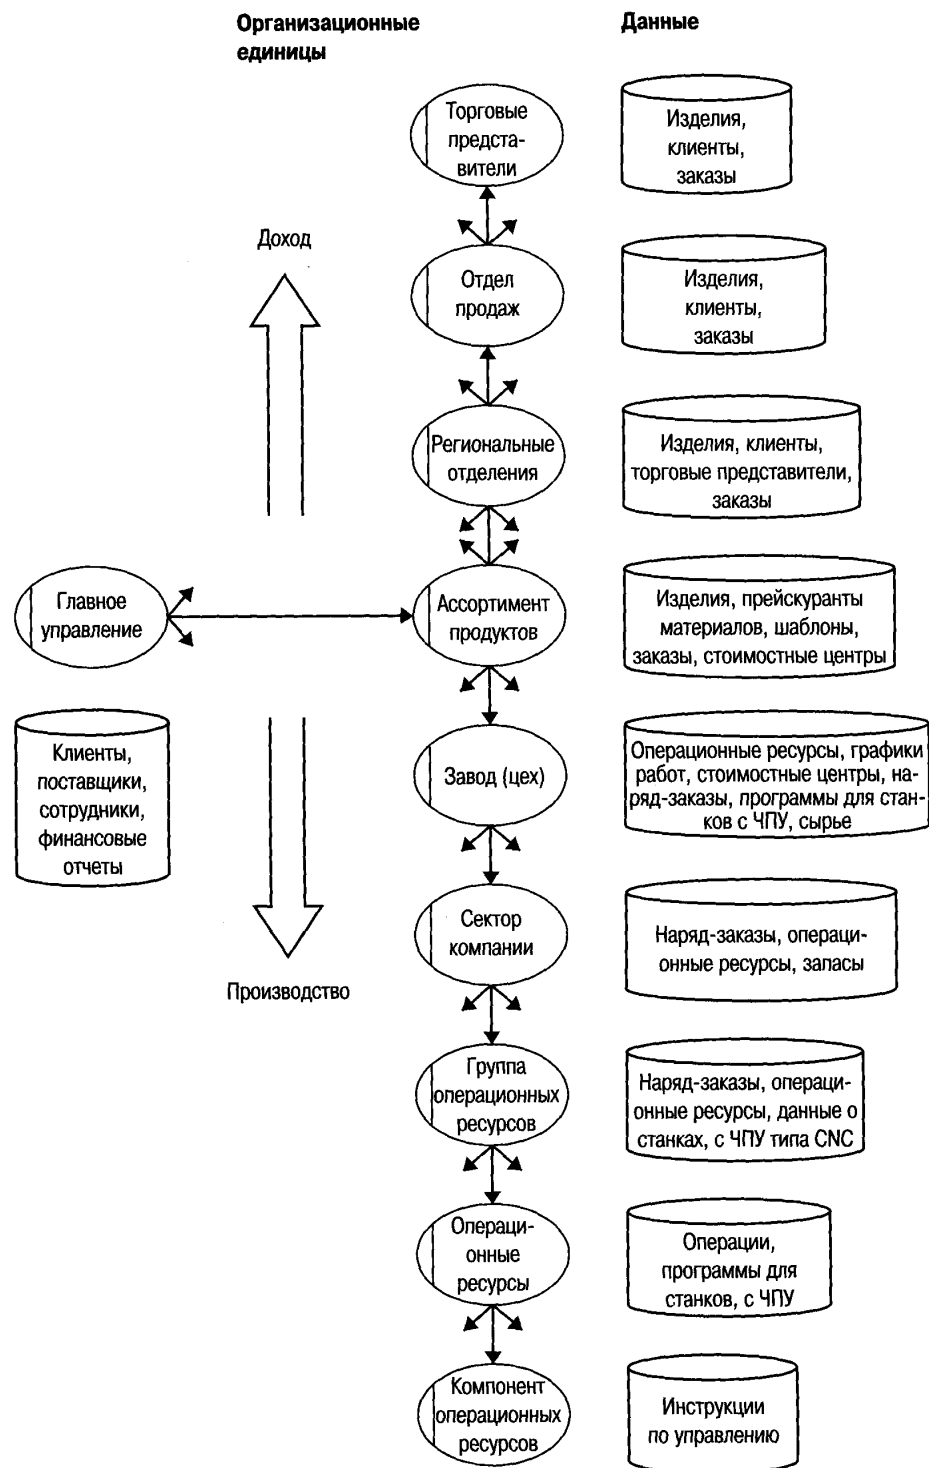 Организационные
единицы
Данные
Торговые
предста-
вители
Изделия,
клиенты,
заказы
Доход
Отдел
продаж
Изделия,
клиенты,
заказы
Региональные
отделения
Изделия, клиенты,
торговые представители,
заказы
Главное
управление
Ассортимент
продуктов
Изделия, прейскуранты
материалов, шаблоны,
заказы, стоимостные центры
Клиенты,
поставщики,
сотрудники,
финансовые
отчеты
Завод (цех)
Операционные ресурсы, графики
работ, стоимостные центры, на-
ряд-заказы, программы для стан-
ков с ЧПУ, сырье
Сектор
компании
Наряд-заказы, операци-
онные ресурсы, запасы
Производство
Группа
операционных
ресурсов
Наряд-заказы, операци-
онные ресурсы, данные о
станках, с ЧПУ типа CNC
Операци-
онные
ресурсы
Операции,
программы для
станков, с ЧПУ
Компонент
операционных
ресурсов
Инструкции
по управлению